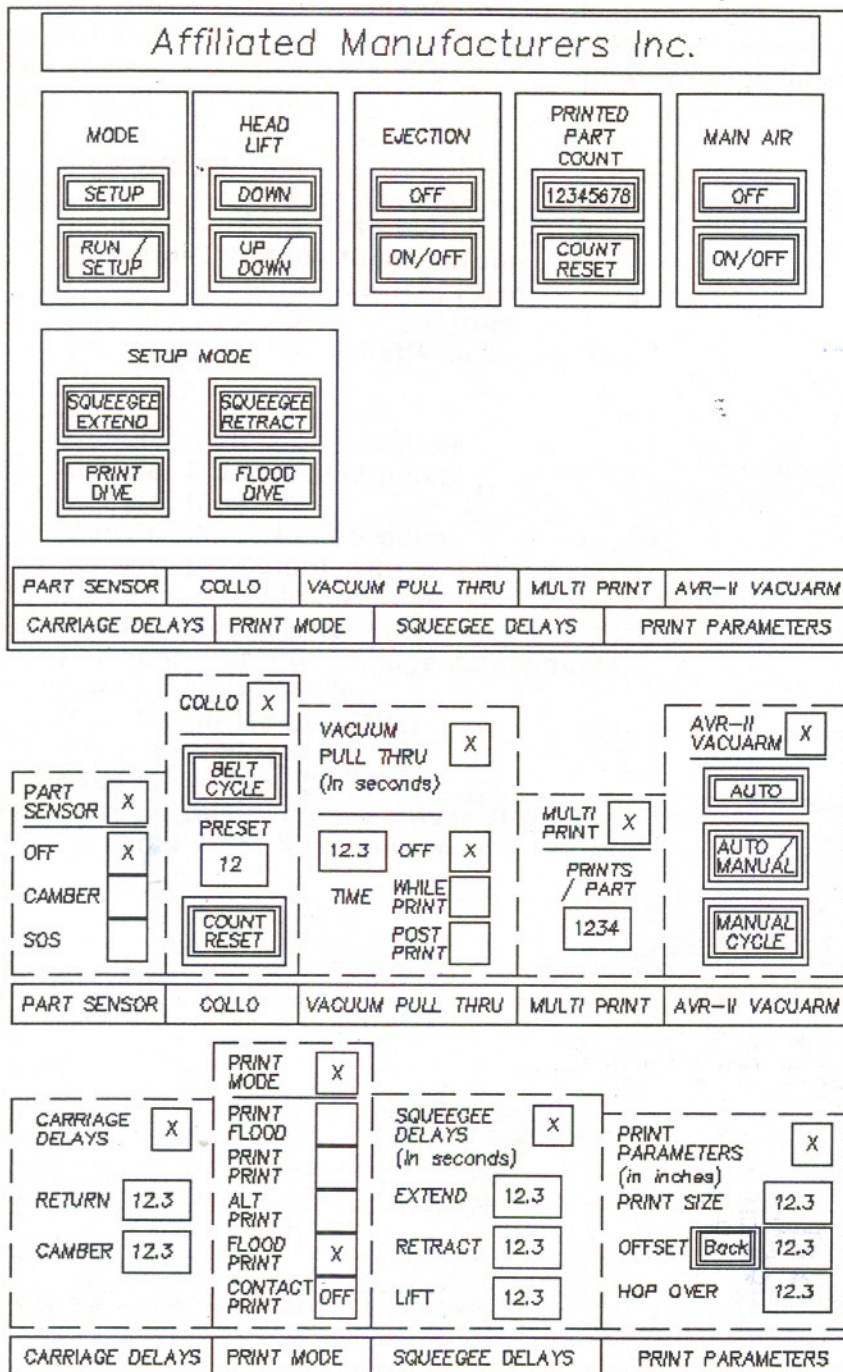 Affiliated Manufacturers Inc.
MODE
SETUP
RUN /
SETUP
HEAD
LIFT
DOWN
UP /
DOWN
EJECTION
OFF
ON/OFF
PRINTED
PART
COUNT
12345678
COUNT
RESET
MAIN AIR
OFF
ON/OFF
SETUP MODE
SQUEEGEE
EXTEND
SQUEEGEE
RETRACT
PRINT
DIVE
FLOOD
DIVE
PART SENSOR COLLO VACUUM PULL THRU MULTI PRINT AVR-II VACUARM
CARRIAGE DELAYS PRINT MODE SQUEEGEE DELAYS PRINT PARAMETERS
PART
SENSOR X
OFF X
CAMBER
SOS
COLLO X
BELT
CYCLE
PRESET
12
COUNT
RESET
VACUUM
PULL THRU X
(In seconds)
12.3 OFF X
TIME WHILE
PRINT
POST
PRINT
MULTI
PRINT X
PRINTS
/ PART
1234
AVR-II
VACUARM X
AUTO
AUTO /
MANUAL
MANUAL
CYCLE
PART SENSOR COLLO VACUUM PULL THRU MULTI PRINT AVR-II VACUARM
CARRIAGE
DELAYS X
RETURN 12.3
CAMBER 12.3
PRINT
MODE X
PRINT
FLOOD
PRINT
PRINT
ALT
PRINT
FLOOD
PRINT X
CONTACT
PRINT OFF
SQUEEGEE
DELAYS X
(In seconds)
EXTEND 12.3
RETRACT 12.3
LIFT 12.3
PRINT
PARAMETERS X
(in inches)
PRINT SIZE 12.3
OFFSET Back 12.3
HOP OVER 12.3
CARRIAGE DELAYS PRINT MODE SQUEEGEE DELAYS PRINT PARAMETERS